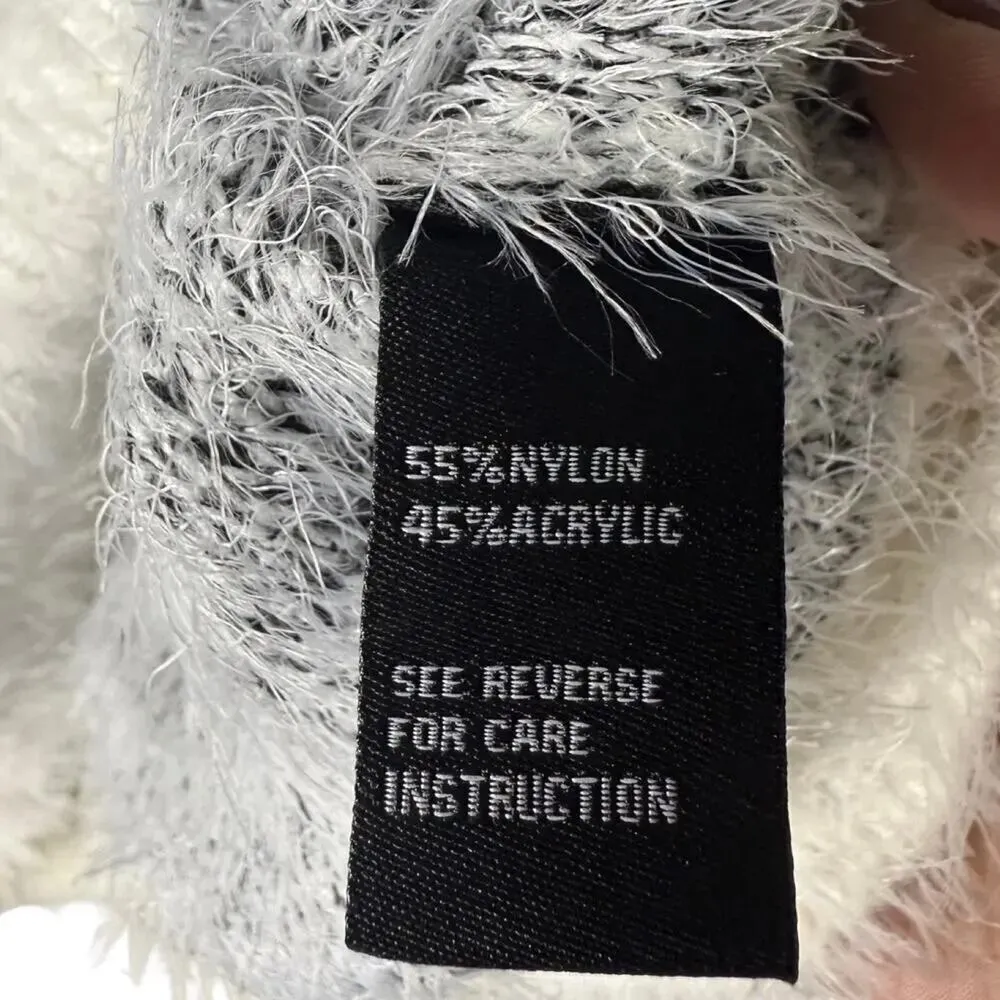 55%NYLON
45%ACRYLIC
SEE REVERSE
FOR CARE
INSTRUCTION